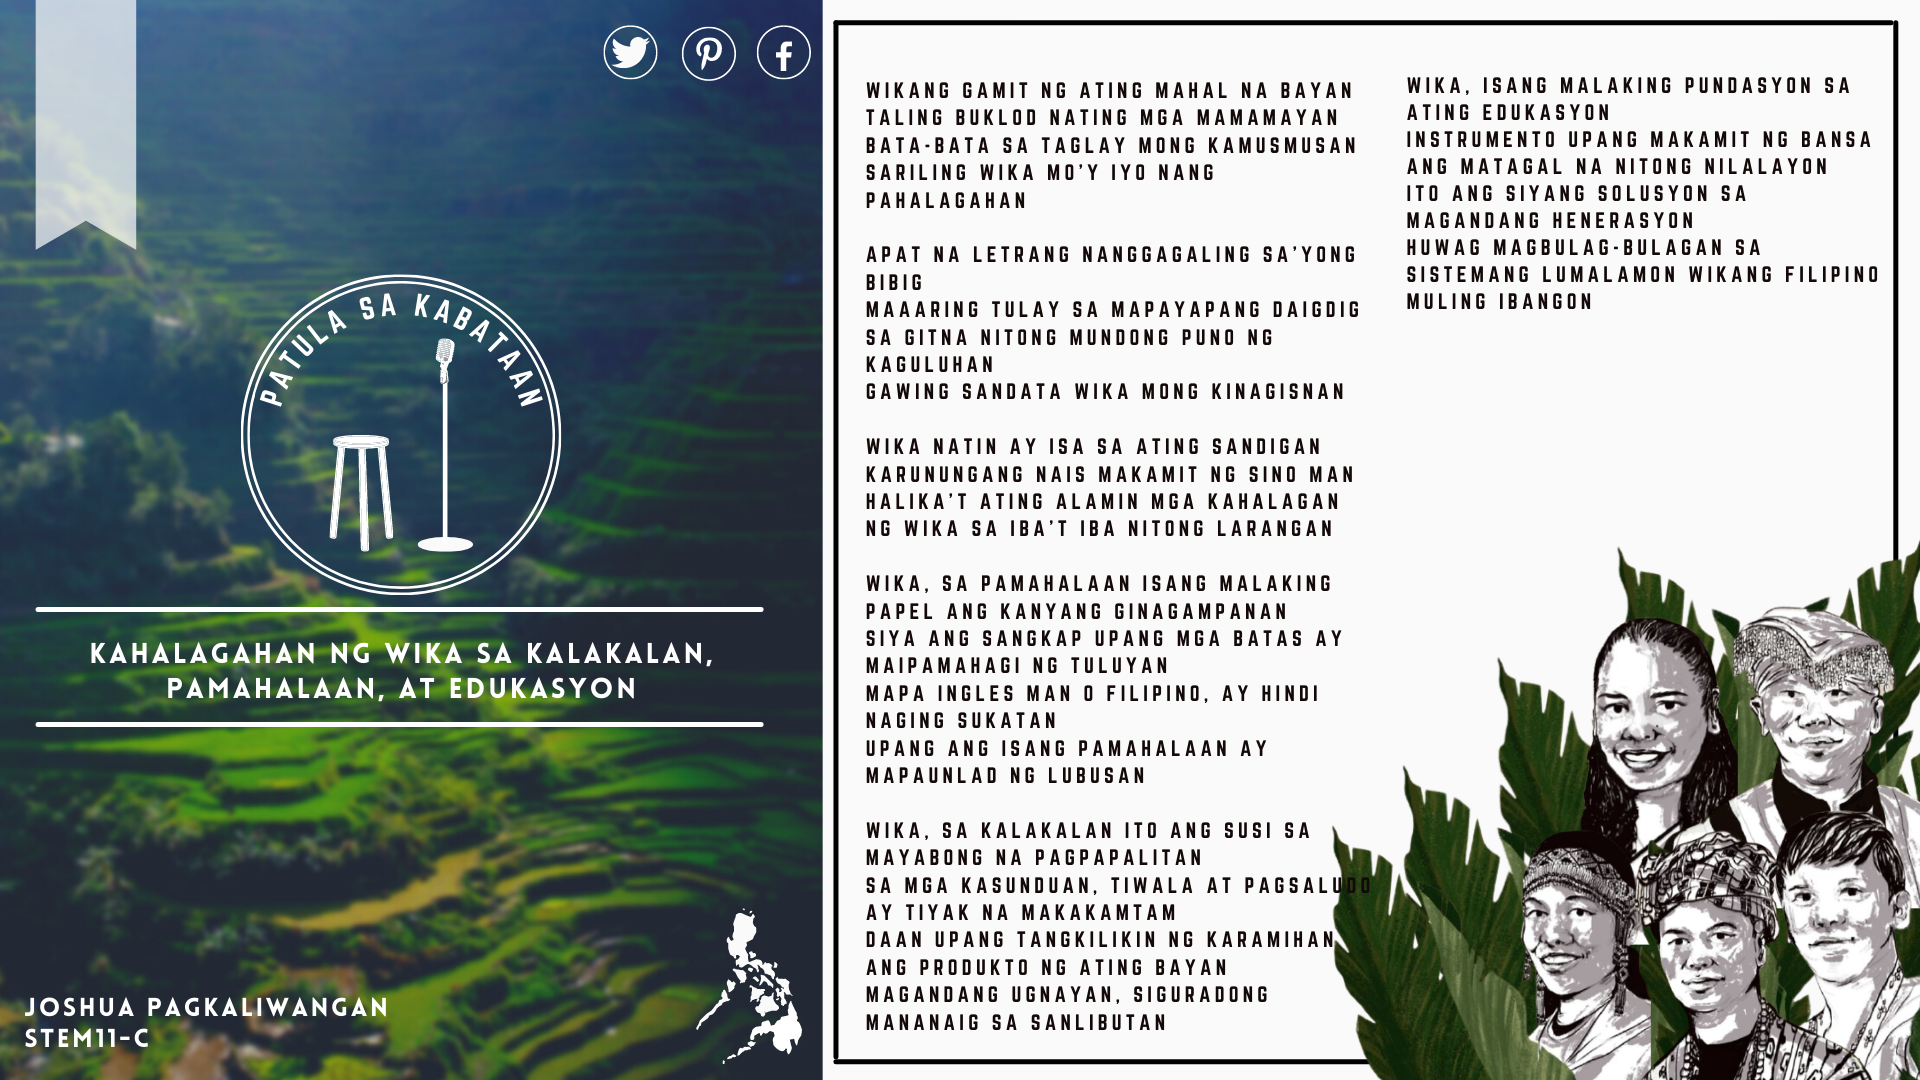 PATULA SA KABATAAN
KAHALAGAHAN NG WIKA SA KALAKALAN,
PAMAHALAAN, AT EDUKASYON
JOSHUA PAGKALIWANGAN
STEM11-C
WIKANG GAMIT NG ATING MAHAL NA BAYAN
TALING BUKLOD NATING MGA MAMAMAYAN
BATA-BATA SA TAGLAY MONG KAMUSMUSAN
SARILING WIKA MO'Y IYO NANG
PAHALAGAHAN
APAT NA LETRANG NANGGAGALING SA'YONG
BIBIG
MAAARING TULAY SA MAPAYAPANG DAIGDIG
SA GITNA NITONG MUNDONG PUNO NG
KAGULUHAN
GAWING SANDATA WIKA MONG KINAGISNAN
WIKA NATIN AY ISA SA ATING SANDIGAN
KARUNUNGANG NAIS MAKAMIT NG SINO MAN
HALIKA'T ATING ALAMIN MGA KAHALAGAN
NG WIKA SA IBA'T IBA NITONG LARANGAN
WIKA, SA PAMAHALAAN ISANG MALAKING
PAPEL ANG KANYANG GINAGAMPANAN
SIYA ANG SANGKAP UPANG MGA BATAS AY
MAIPAMAHAGI NG TULUYAN
MAPA INGLES MAN O FILIPINO, AY HINDI
NAGING SUKATAN
UPANG ANG ISANG PAMAHALAAN AY
MAPAUNLAD NG LUBUSAN
WIKA, SA KALAKALAN ITO ANG SUSI SA
MAYABONG NA PAGPAPALITAN
SA MGA KASUNDUAN, TIWALA AT PAGSALUDO
AY TIYAK NA MAKAKAMTAM
DAAN UPANG TANGKILIKIN NG KARAMIHAN
ANG PRODUKTO NG ATING BAYAN
MAGANDANG UGNAYAN, SIGURADONG
MANANAIG SA SANLIBUTAN
WIKA, ISANG MALAKING PUNDASYON SA
ATING EDUKASYON
INSTRUMENTO UPANG MAKAMIT NG BANSA
ANG MATAGAL NA NITONG NILALAYON
ITO ANG SIYANG SOLUSYON SA
MAGANDANG HENERASYON
HUWAG MAGBULAG-BULAGAN SA
SISTEMANG LUMALAMON WIKANG FILIPINO
MULING IBANGON